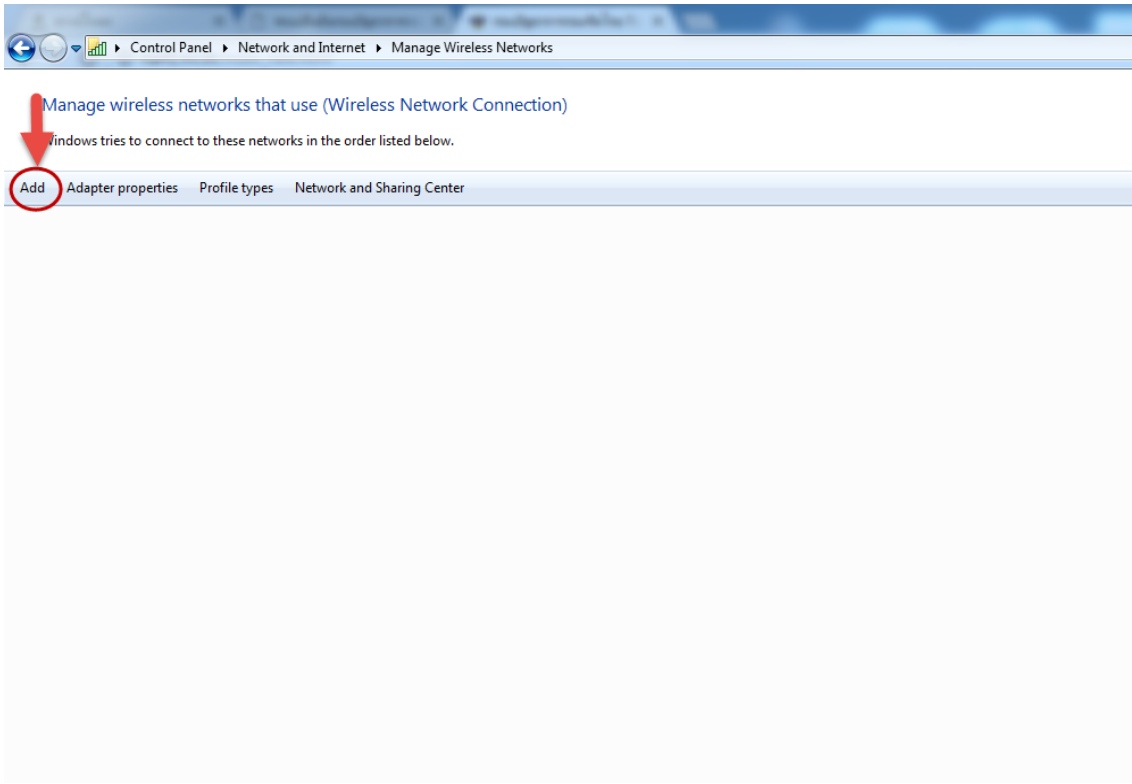 Control Panel ▸ Network and Internet ▸ Manage Wireless Networks
Manage wireless networks that use (Wireless Network Connection)
indows tries to connect to these networks in the order listed below.
Add Adapter properties Profile types Network and Sharing Center